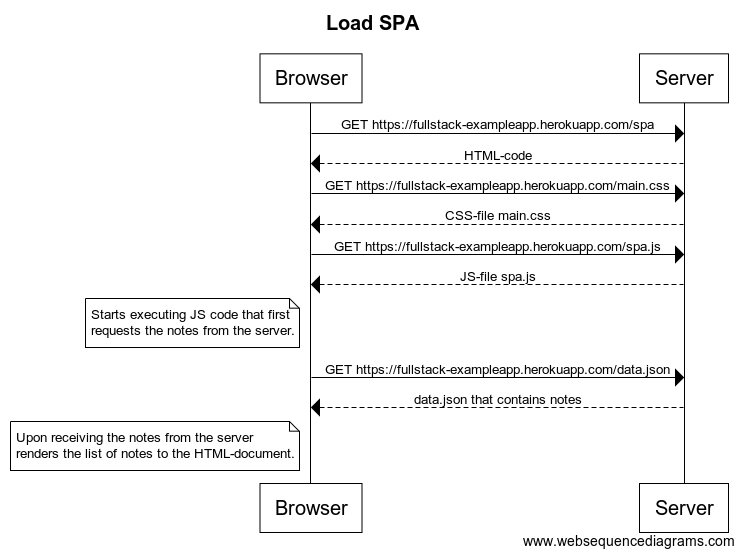 Load SPA
Browser
Server
GET https://fullstack-exampleapp.herokuapp.com/spa
HTML-code
GET https://fullstack-exampleapp.herokuapp.com/main.css
CSS-file main.css
GET https://fullstack-exampleapp.herokuapp.com/spa.js
JS-file spa.js
Starts executing JS code that first
requests the notes from the server.
GET https://fullstack-exampleapp.herokuapp.com/data.json
data.json that contains notes
Upon receiving the notes from the server
renders the list of notes to the HTML-document.
Browser
Server
www.websequencediagrams.com